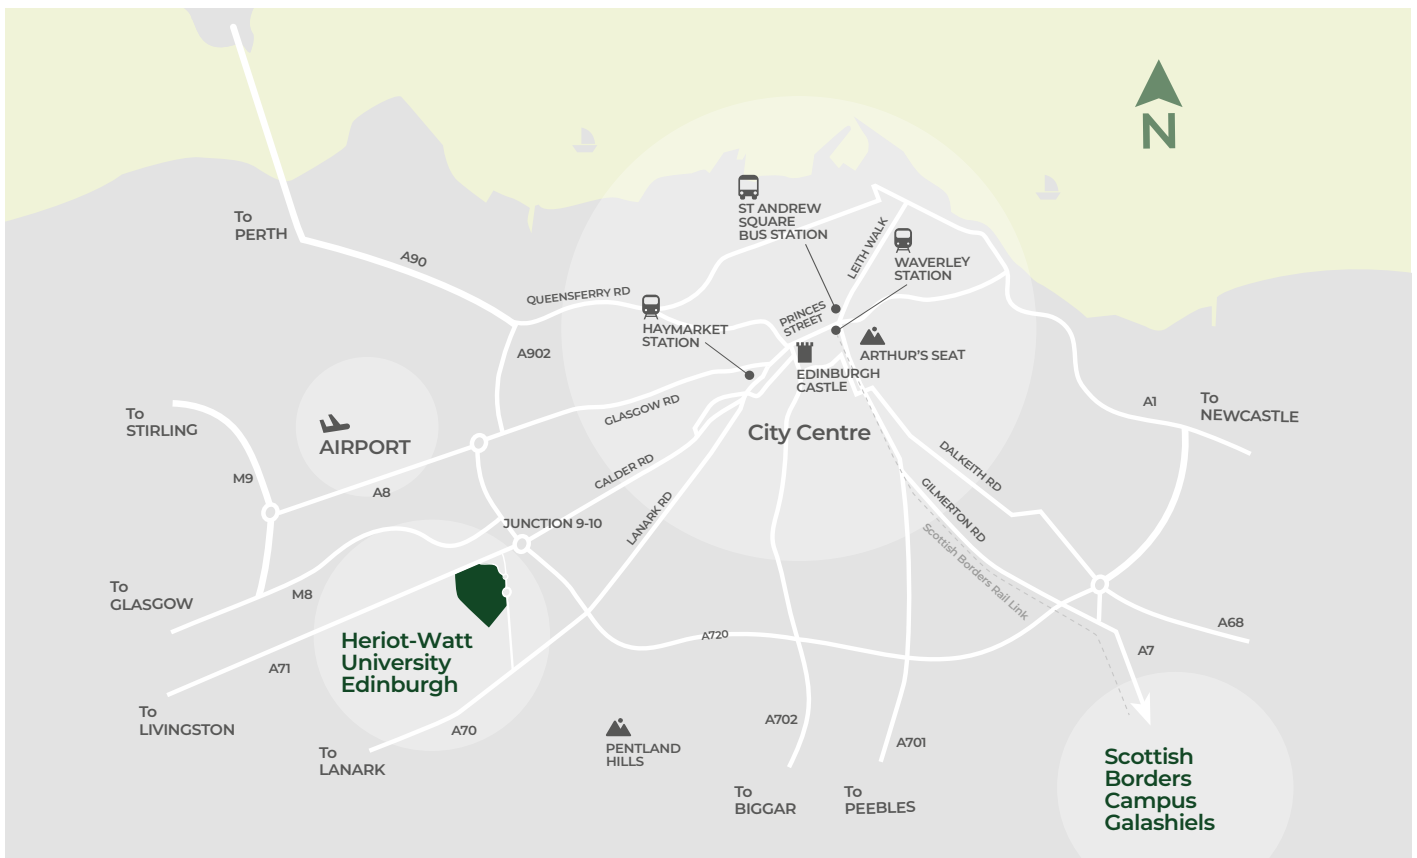 N
To
PERTH
A90
ST ANDREW
SQUARE
BUS STATION
LEITH WALK
WAVERLEY
STATION
QUEENSFERRY RD
HAYMARKET
STATION
PRINCES
STREET
ARTHUR'S SEAT
EDINBURGH
CASTLE
A902
GLASGOW RD
City Centre
To
STIRLING
AIRPORT
M9
A8
CALDER RD
LANARK RD
JUNCTION 9-10
DALKEITH RD
GILMERTON RD
Scottish Borders Rail Link
A1
To
NEWCASTLE
To
GLASGOW
M8
Heriot-Watt
University
Edinburgh
A71
A720
A68
A7
To
LIVINGSTON
A70
To
LANARK
PENTLAND
HILLS
A702
A701
To
BIGGAR
To
PEEBLES
Scottish
Borders
Campus
Galashiels